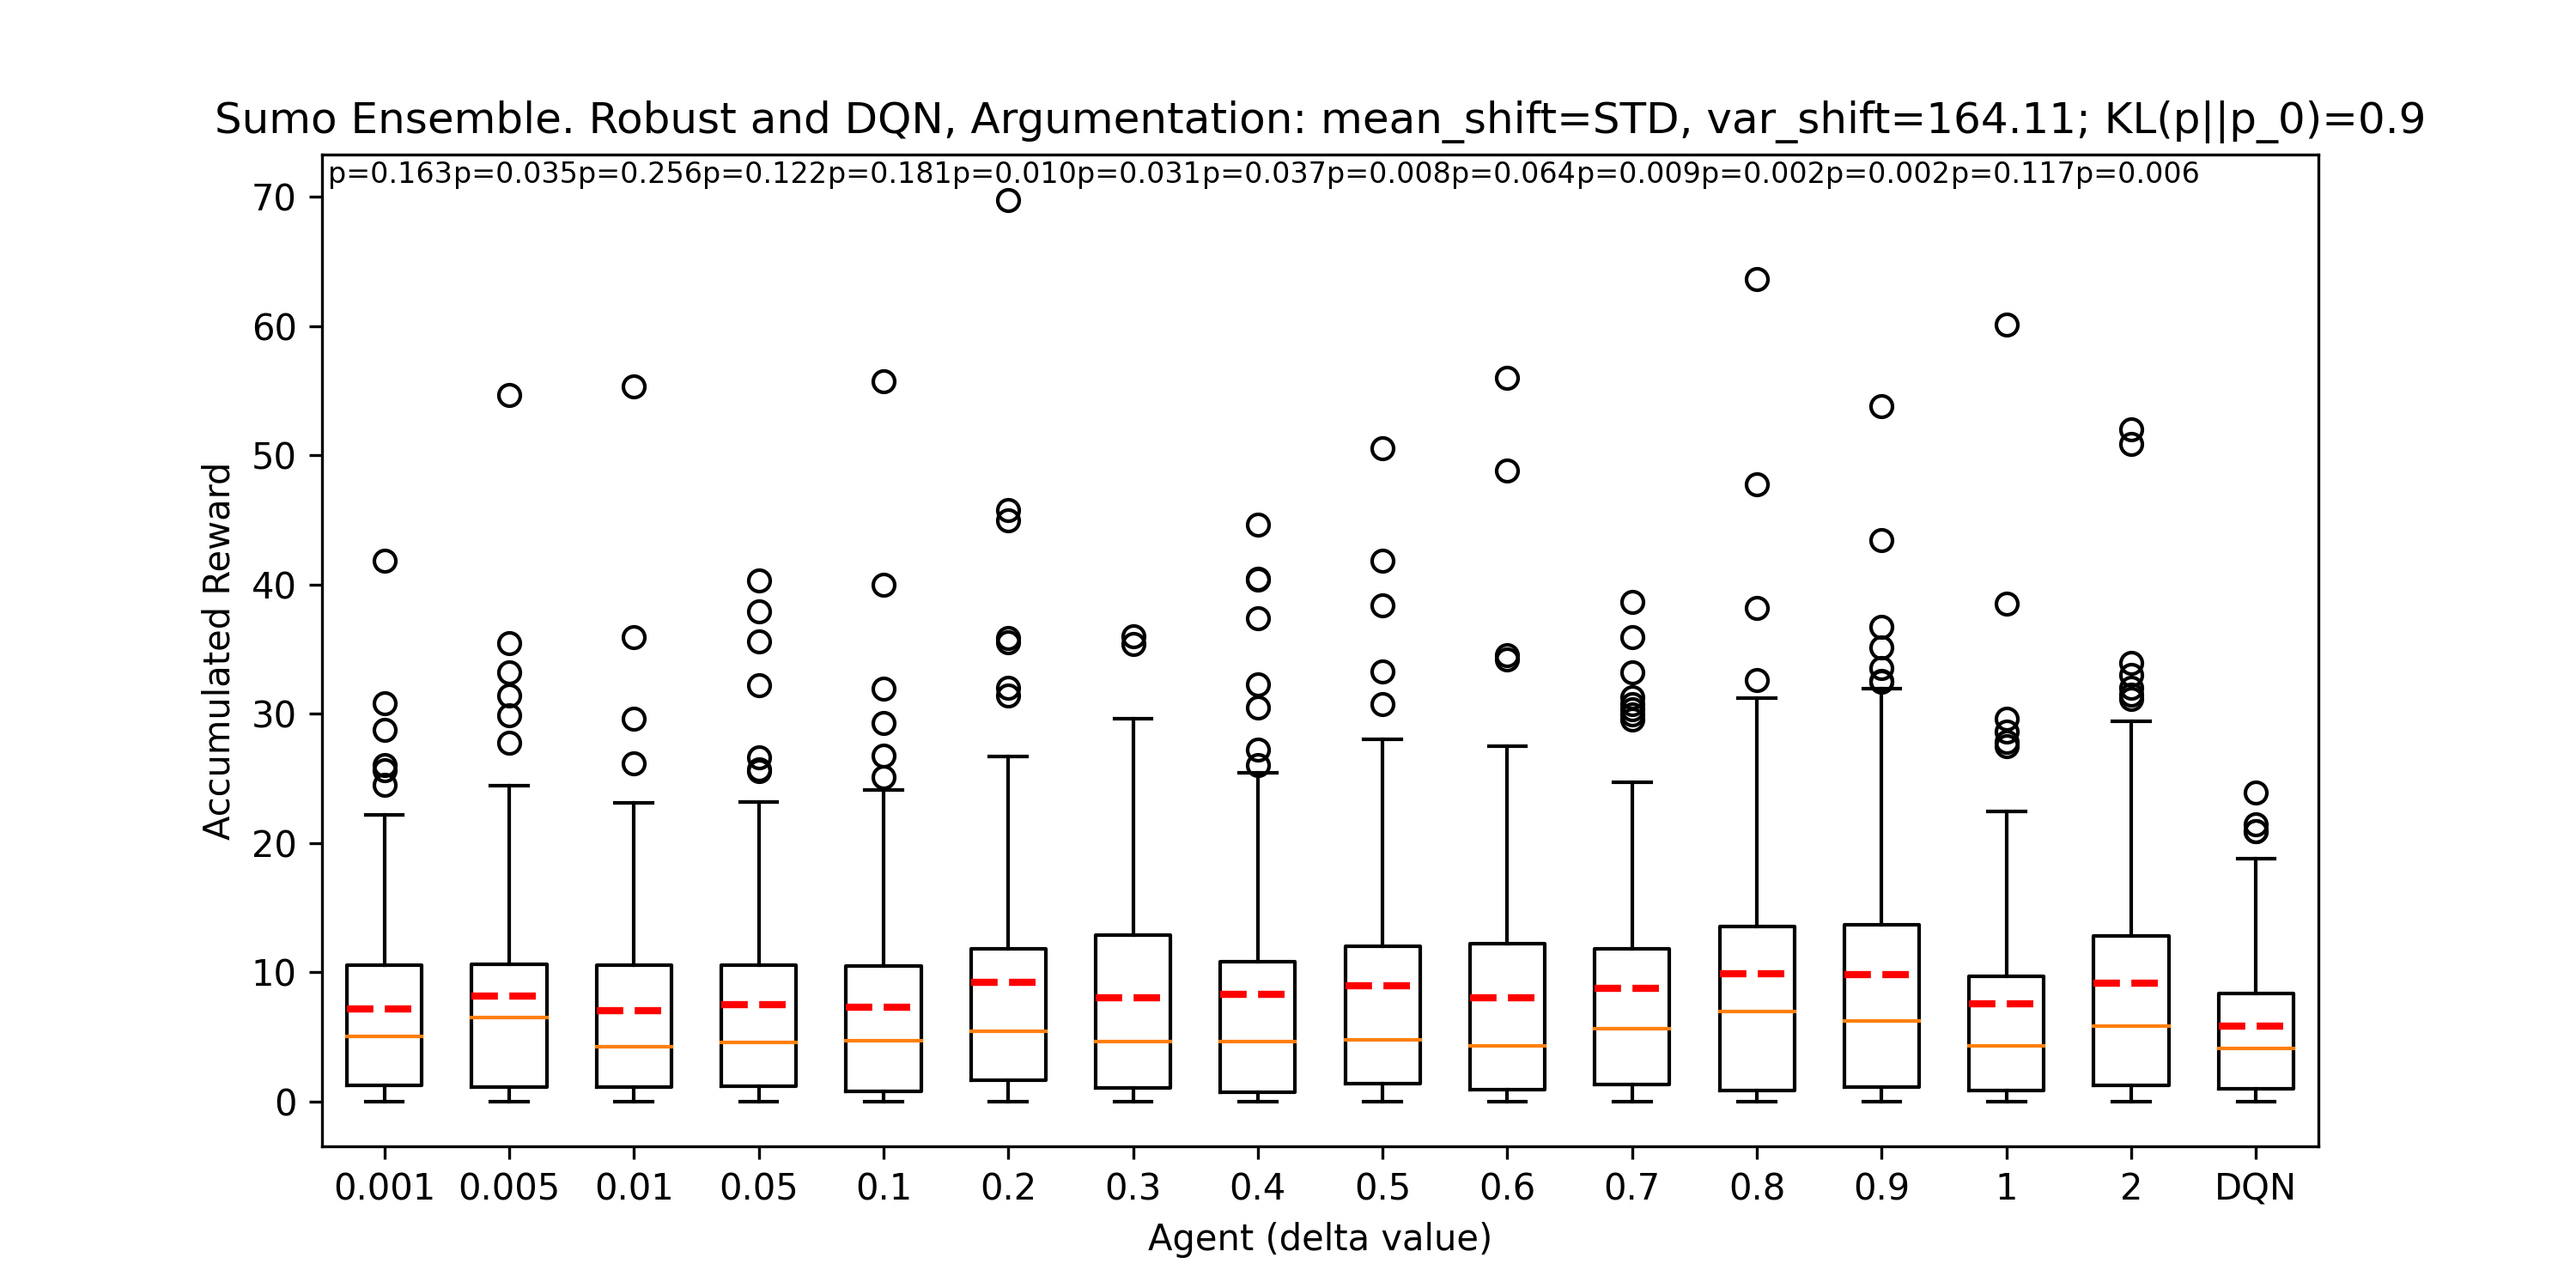 Sumo Ensemble. Robust and DQN, Argumentation: mean_shift=STD, var_shift=164.11; KL(p||p_0)=0.9
p=0.163p=0.035p=0.256p=0.122p=0.181p=0.010p=0.031p=0.037p=0.008p=0.064p=0.009p=0.002p=0.002p=0.117p=0.006
70
60
50
40
30
20
10
0
Accumulated Reward
0.001 0.005 0.01 0.05 0.1 0.2 0.3 0.4 0.5 0.6 0.7 0.8 0.9 1 2 DQN
Agent (delta value)